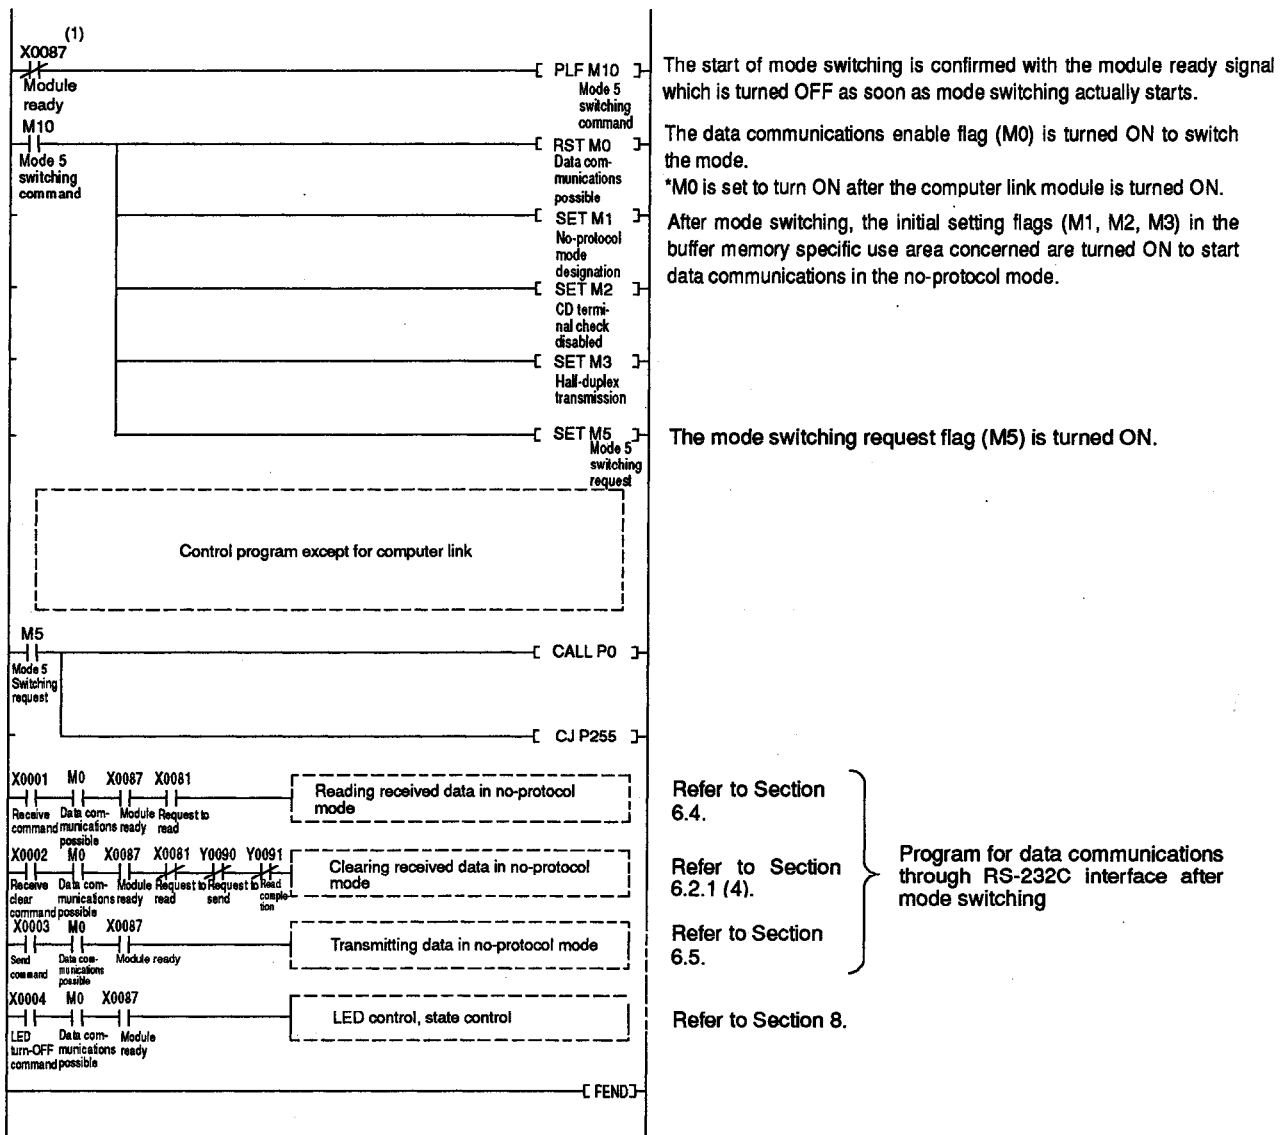 (1)
X0087
Module
ready
PLF M10
Mode 5
switching
command
The start of mode switching is confirmed with the module ready signal
which is turned OFF as soon as mode switching actually starts.
M10
Mode 5
switching
command
RST M0
Data com-
munications
possible
The data communications enable flag (M0) is turned ON to switch
the mode.
*M0 is set to turn ON after the computer link module is turned ON.
SET M1
No-protocol
mode
designation
After mode switching, the initial setting flags (M1, M2, M3) in the
buffer memory specific use area concerned are turned ON to start
data communications in the no-protocol mode.
SET M2
CD termi-
nal check
disabled
SET M3
Half-duplex
transmission
SET M5
Mode 5
switching
request
The mode switching request flag (M5) is turned ON.
Control program except for computer link
M5
Mode 5
Switching
request
CALL P0
CJ P255
X0001 M0 X0087 X0081
Receive command
Data com-munications possible
Module ready
Request to read
Reading received data in no-protocol
mode
Refer to Section
6.4.
X0002 M0 X0087 X0081 Y0090 Y0091
Receive clear command
Data com-munications possible
Module ready
Request to read
Request to send
Read comple-tion
Clearing received data in no-protocol
mode
Refer to Section
6.2.1 (4).
X0003 M0 X0087
Send command
Data com-munications possible
Module ready
Transmitting data in no-protocol mode
Refer to Section
6.5.
Program for data communications
through RS-232C interface after
mode switching
X0004 M0 X0087
LED turn-OFF command
Data com-munications possible
Module ready
LED control, state control
Refer to Section 8.
FEND